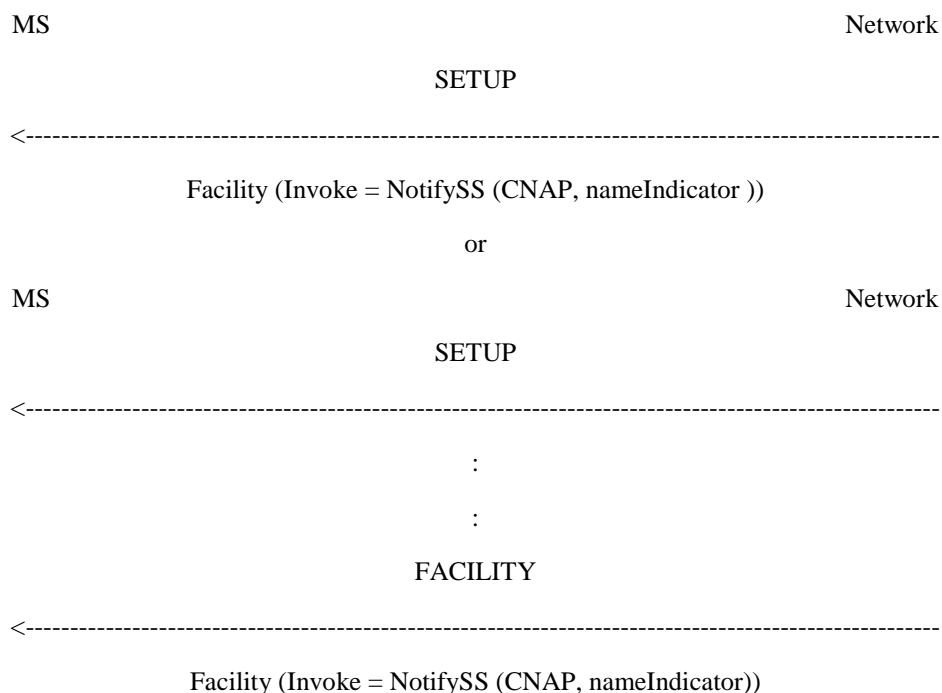 MS Network
SETUP
<-------------------------------------------------------------------------------------------------------
Facility (Invoke = NotifySS (CNAP, nameIndicator ))
or
MS Network
SETUP
<-------------------------------------------------------------------------------------------------------
:
:
FACILITY
<-------------------------------------------------------------------------------------------------------
Facility (Invoke = NotifySS (CNAP, nameIndicator))